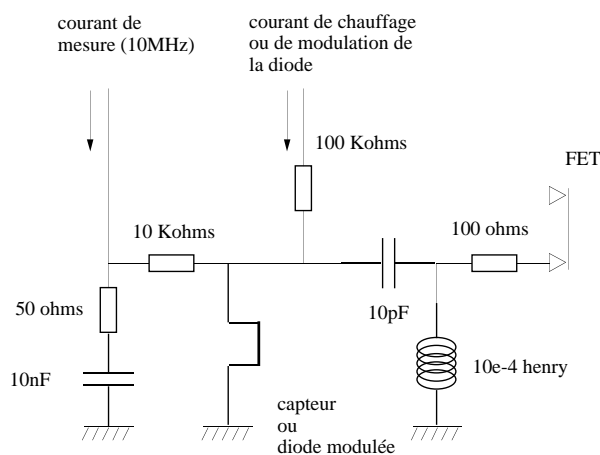 courant de
mesure (10MHz)
courant de chauffage
ou de modulation de
la diode
100 Kohms
FET
10 Kohms
100 ohms
50 ohms
10pF
10nF
10e-4 henry
capteur
ou
diode modulée